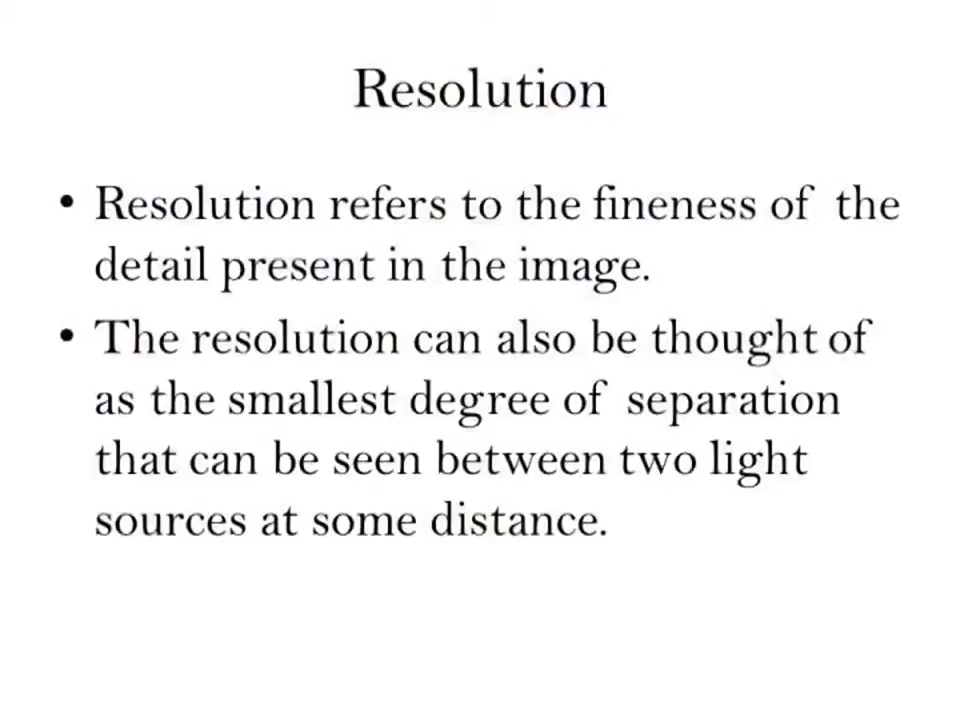 Resolution
• Resolution refers to the fineness of the
detail present in the image.
• The resolution can also be thought of
as the smallest degree of separation
that can be seen between two light
sources at some distance.